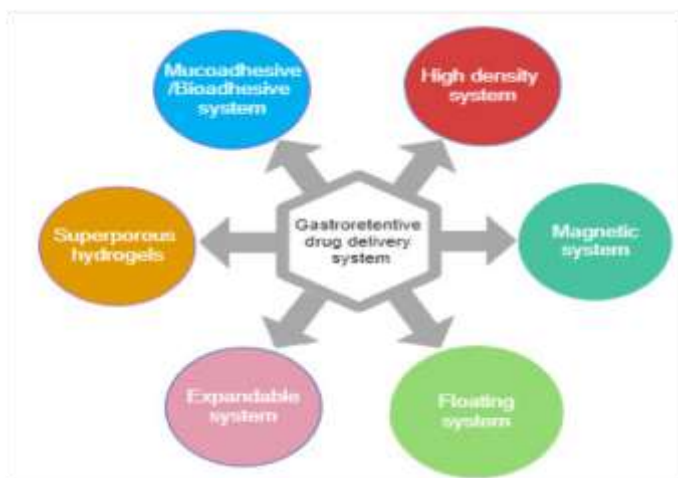 Mucoadhesive
/Bioadhesive
system
High density
system
Superporous
hydrogels
Gastroretentive
drug delivery
system
Magnetic
system
Expandable
system
Floating
system